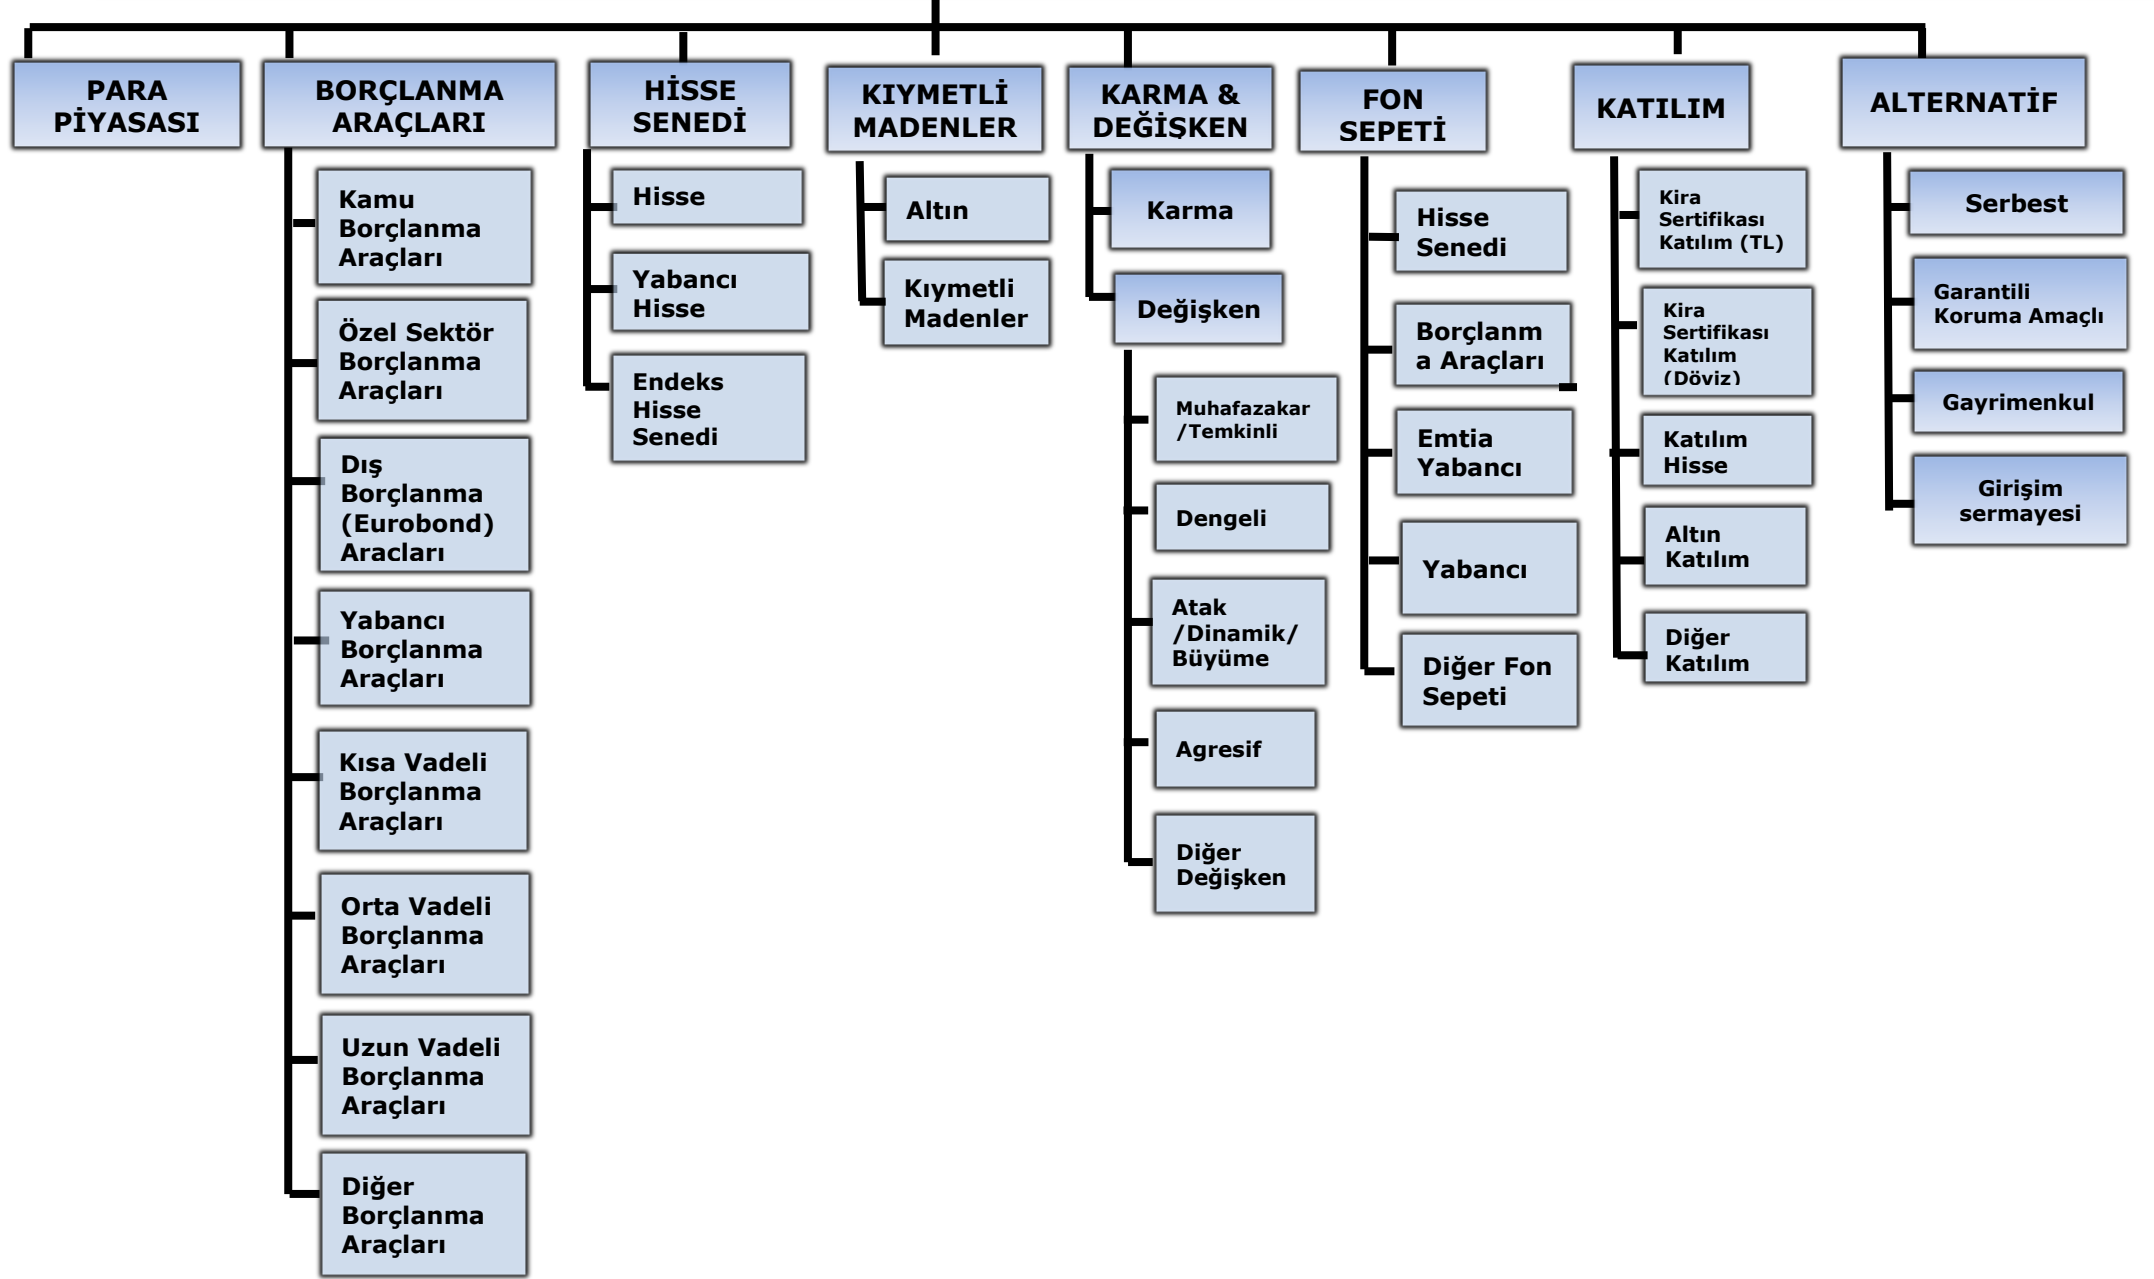 PARA
PİYASASI
BORÇLANMA
ARAÇLARI
Kamu
Borçlanma
Araçları
Özel Sektör
Borçlanma
Araçları
Dış
Borçlanma
(Eurobond)
Aracları
Yabancı
Borçlanma
Araçları
Kısa Vadeli
Borçlanma
Araçları
Orta Vadeli
Borçlanma
Araçları
Uzun Vadeli
Borçlanma
Araçları
Diğer
Borçlanma
Araçları
HİSSE
SENEDİ
Hisse
Yabancı
Hisse
Endeks
Hisse
Senedi
KIYMETLİ
MADENLER
Altın
Kıymetli
Madenler
KARMA &
DEĞİŞKEN
Karma
Değişken
Muhafazakar
/Temkinli
Dengeli
Atak
/Dinamik/
Büyüme
Agresif
Diğer
Değişken
FON
SEPETİ
Hisse
Senedi
Borçlanm
a Araçları
Emtia
Yabancı
Yabancı
Diğer Fon
Sepeti
KATILIM
Kira
Sertifikası
Katılım (TL)
Kira
Sertifikası
Katılım
(Döviz)
Katılım
Hisse
Altın
Katılım
Diğer
Katılım
ALTERNATİF
Serbest
Garantili
Koruma Amaçlı
Gayrimenkul
Girişim
sermayesi